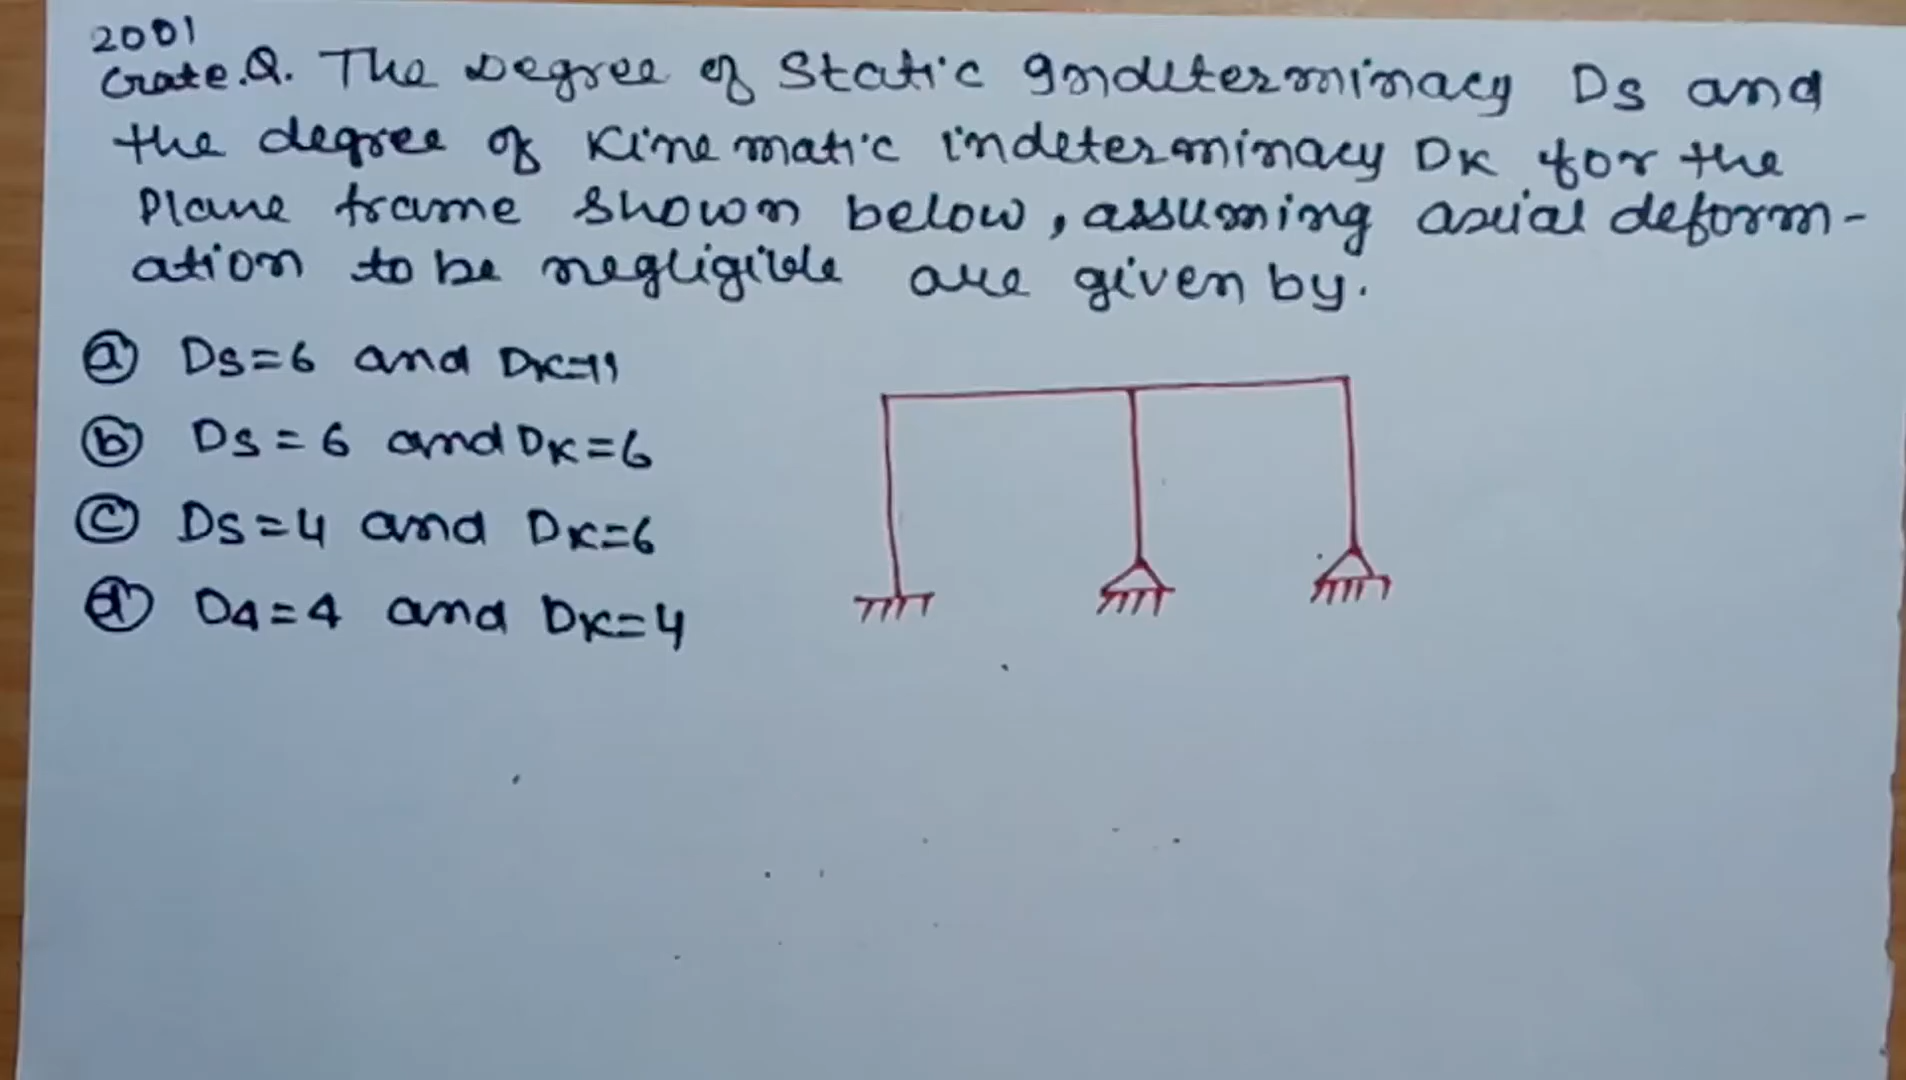 2001
Gate.Q. The Degree of Static Indeterminacy Ds and
the degree of Kinematic indeterminacy DK for the
Plane frame shown below, assuming axial deform-
ation to be negligible are given by.
(a) Ds=6 and DK=11
(b) Ds=6 and DK=6
(c) Ds=4 and DK=6
(d) D4=4 and DK=4